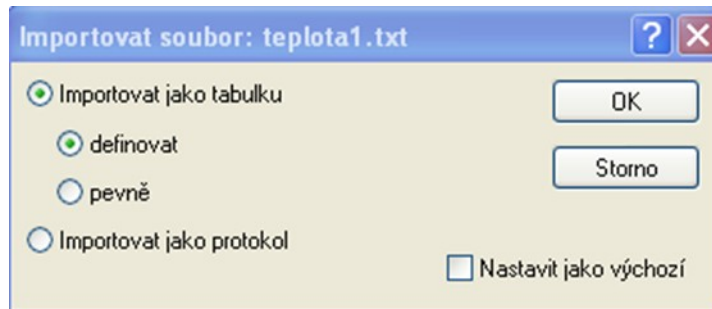 Importovat soubor: teplota1.txt
?
Importovat jako tabulku
OK
definovat
Storno
pevně
Importovat jako protokol
Nastavit jako výchozí